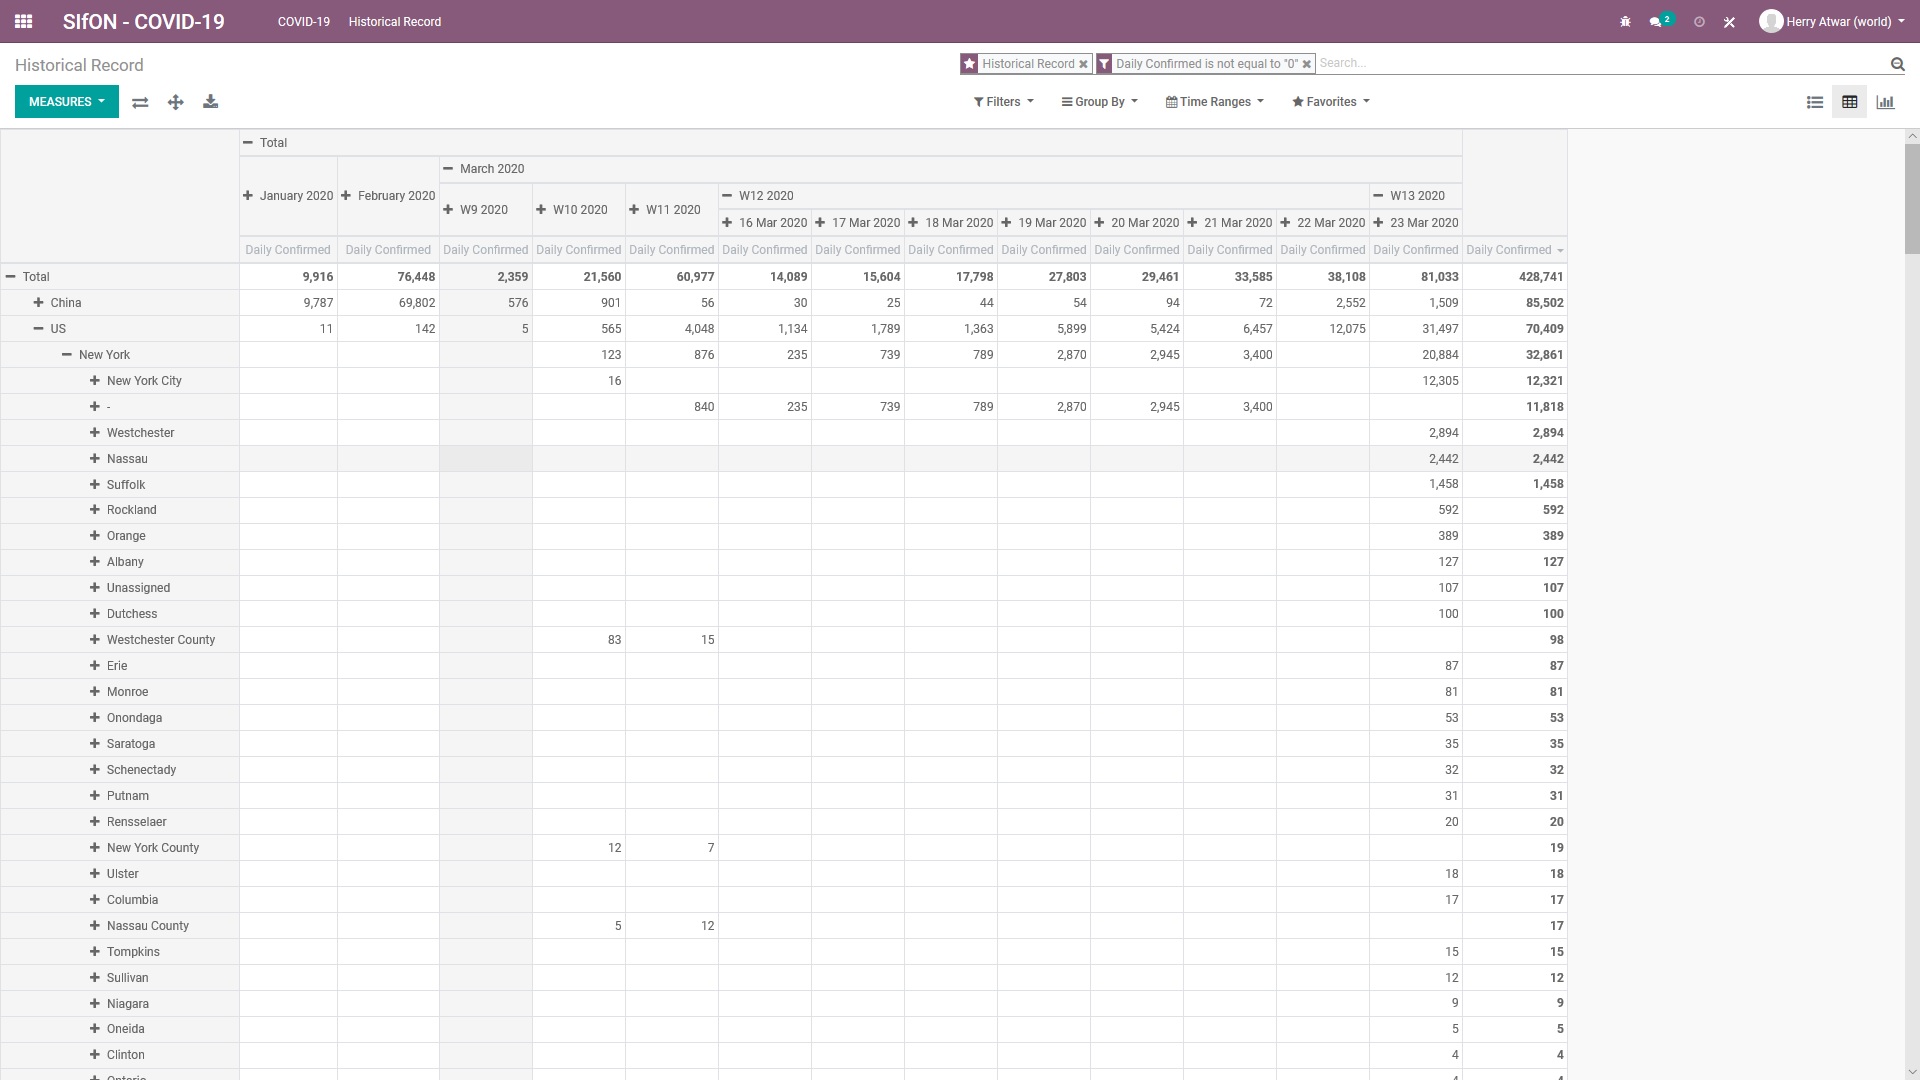 SIfON - COVID-19 COVID-19 Historical Record 2 Herry Atwar (world)
Historical Record Historical Record Daily Confirmed is not equal to "0" Search...
MEASURES Filters Group By Time Ranges Favorites
Total
March 2020
January 2020 February 2020 W9 2020 W10 2020 W11 2020 W12 2020 W13 2020
16 Mar 2020 17 Mar 2020 18 Mar 2020 19 Mar 2020 20 Mar 2020 21 Mar 2020 22 Mar 2020 23 Mar 2020
Daily Confirmed Daily Confirmed Daily Confirmed Daily Confirmed Daily Confirmed Daily Confirmed Daily Confirmed Daily Confirmed Daily Confirmed Daily Confirmed Daily Confirmed Daily Confirmed Daily Confirmed Daily Confirmed
Total 9,916 76,448 2,359 21,560 60,977 14,089 15,604 17,798 27,803 29,461 33,585 38,108 81,033 428,741
China 9,787 69,802 576 901 56 30 25 44 54 94 72 2,552 1,509 85,502
US 11 142 5 565 4,048 1,134 1,789 1,363 5,899 5,424 6,457 12,075 31,497 70,409
New York 123 876 235 739 789 2,870 2,945 3,400 20,884 32,861
New York City 16 12,305 12,321
- 840 235 739 789 2,870 2,945 3,400 11,818
Westchester 2,894 2,894
Nassau 2,442 2,442
Suffolk 1,458 1,458
Rockland 592 592
Orange 389 389
Albany 127 127
Unassigned 107 107
Dutchess 100 100
Westchester County 83 15 98
Erie 87 87
Monroe 81 81
Onondaga 53 53
Saratoga 35 35
Schenectady 32 32
Putnam 31 31
Rensselaer 20 20
New York County 12 7 19
Ulster 18 18
Columbia 17 17
Nassau County 5 12 17
Tompkins 15 15
Sullivan 12 12
Niagara 9 9
Oneida 5 5
Clinton 4 4